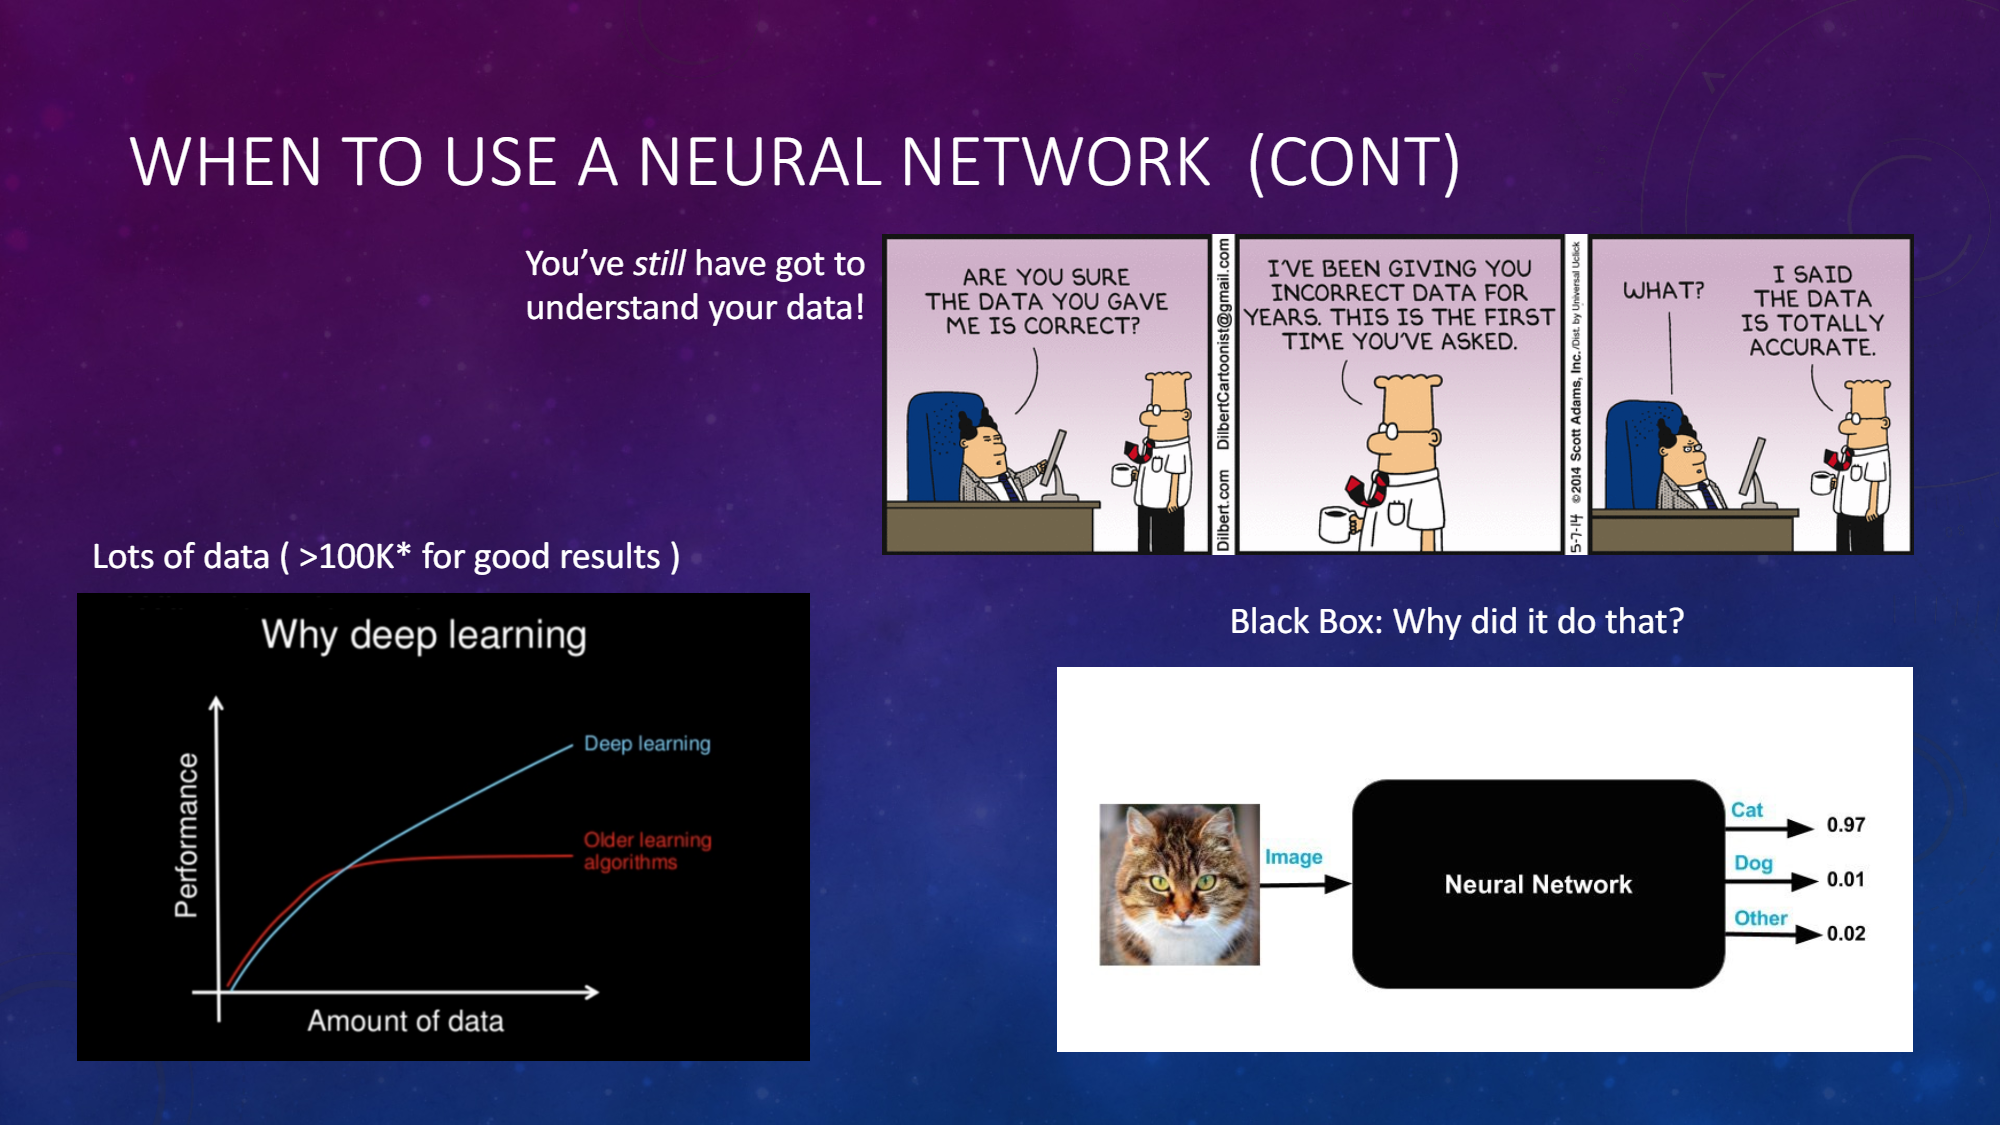 WHEN TO USE A NEURAL NETWORK (CONT)
You've still have got to
understand your data!
ARE YOU SURE
THE DATA YOU GAVE
ME IS CORRECT?
Dilbert.com DilbertCartoonist@gmail.com
I'VE BEEN GIVING YOU
INCORRECT DATA FOR
YEARS. THIS IS THE FIRST
TIME YOU'VE ASKED.
5-7-14 © 2014 Scott Adams, Inc. /Dist. by Universal Uclick
WHAT?
I SAID
THE DATA
IS TOTALLY
ACCURATE.
Lots of data ( >100K* for good results )
Why deep learning
Performance
Deep learning
Older learning
algorithms
Amount of data
Black Box: Why did it do that?
Image
Neural Network
Cat
0.97
Dog
0.01
Other
0.02